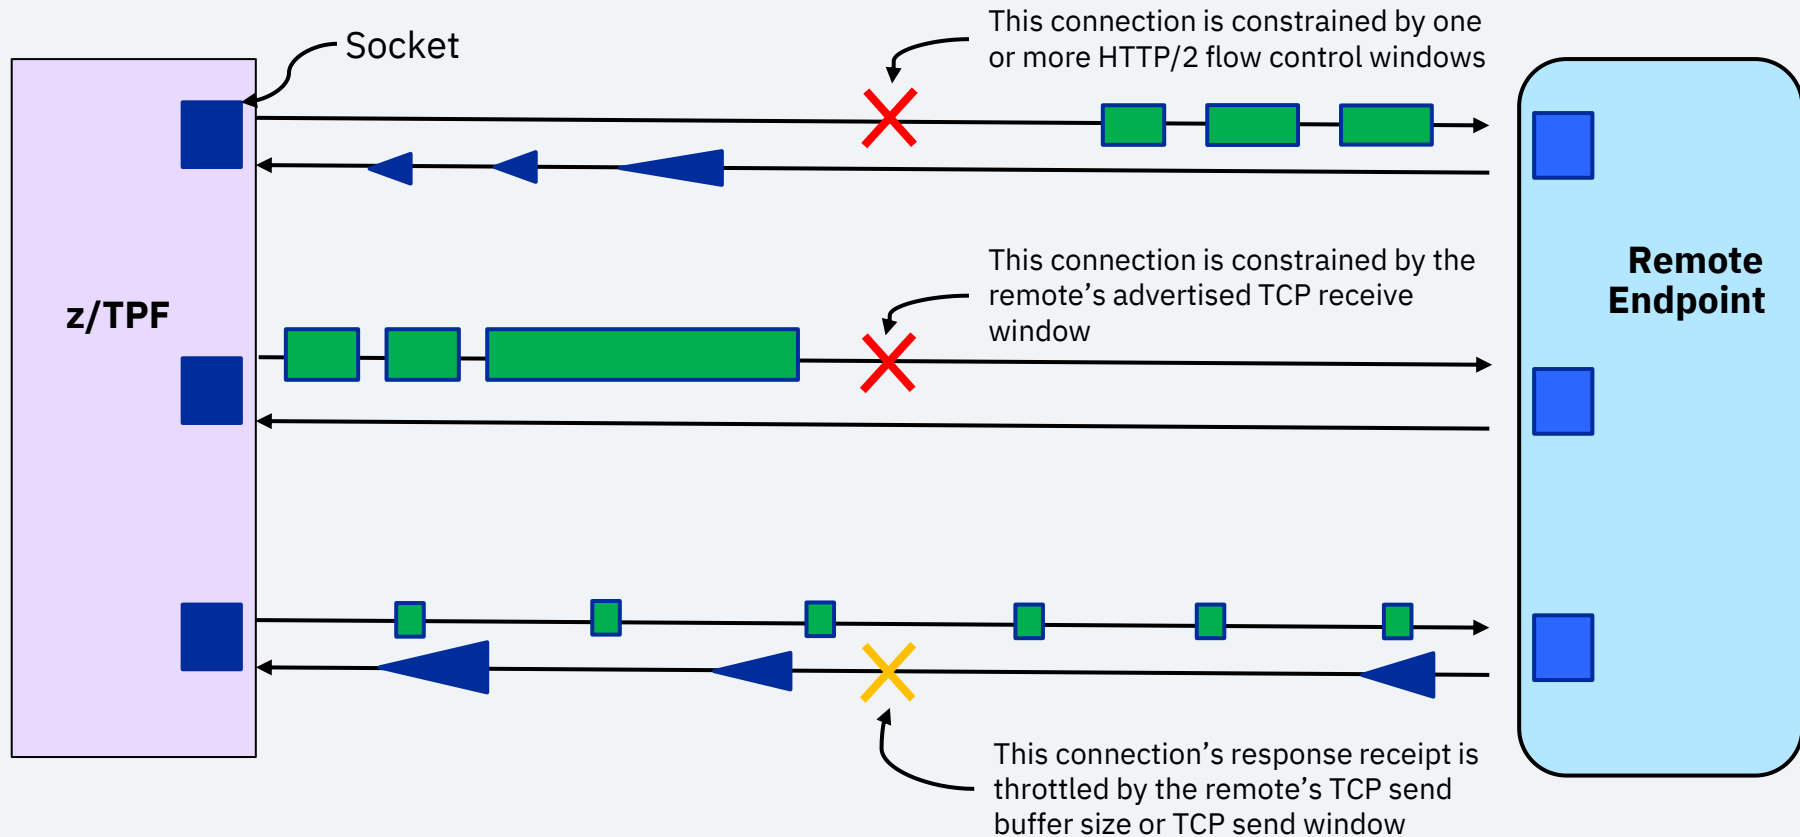 This connection is constrained by one
or more HTTP/2 flow control windows
Socket
This connection is constrained by the
remote’s advertised TCP receive
window
Remote
Endpoint
z/TPF
This connection’s response receipt is
throttled by the remote’s TCP send
buffer size or TCP send window